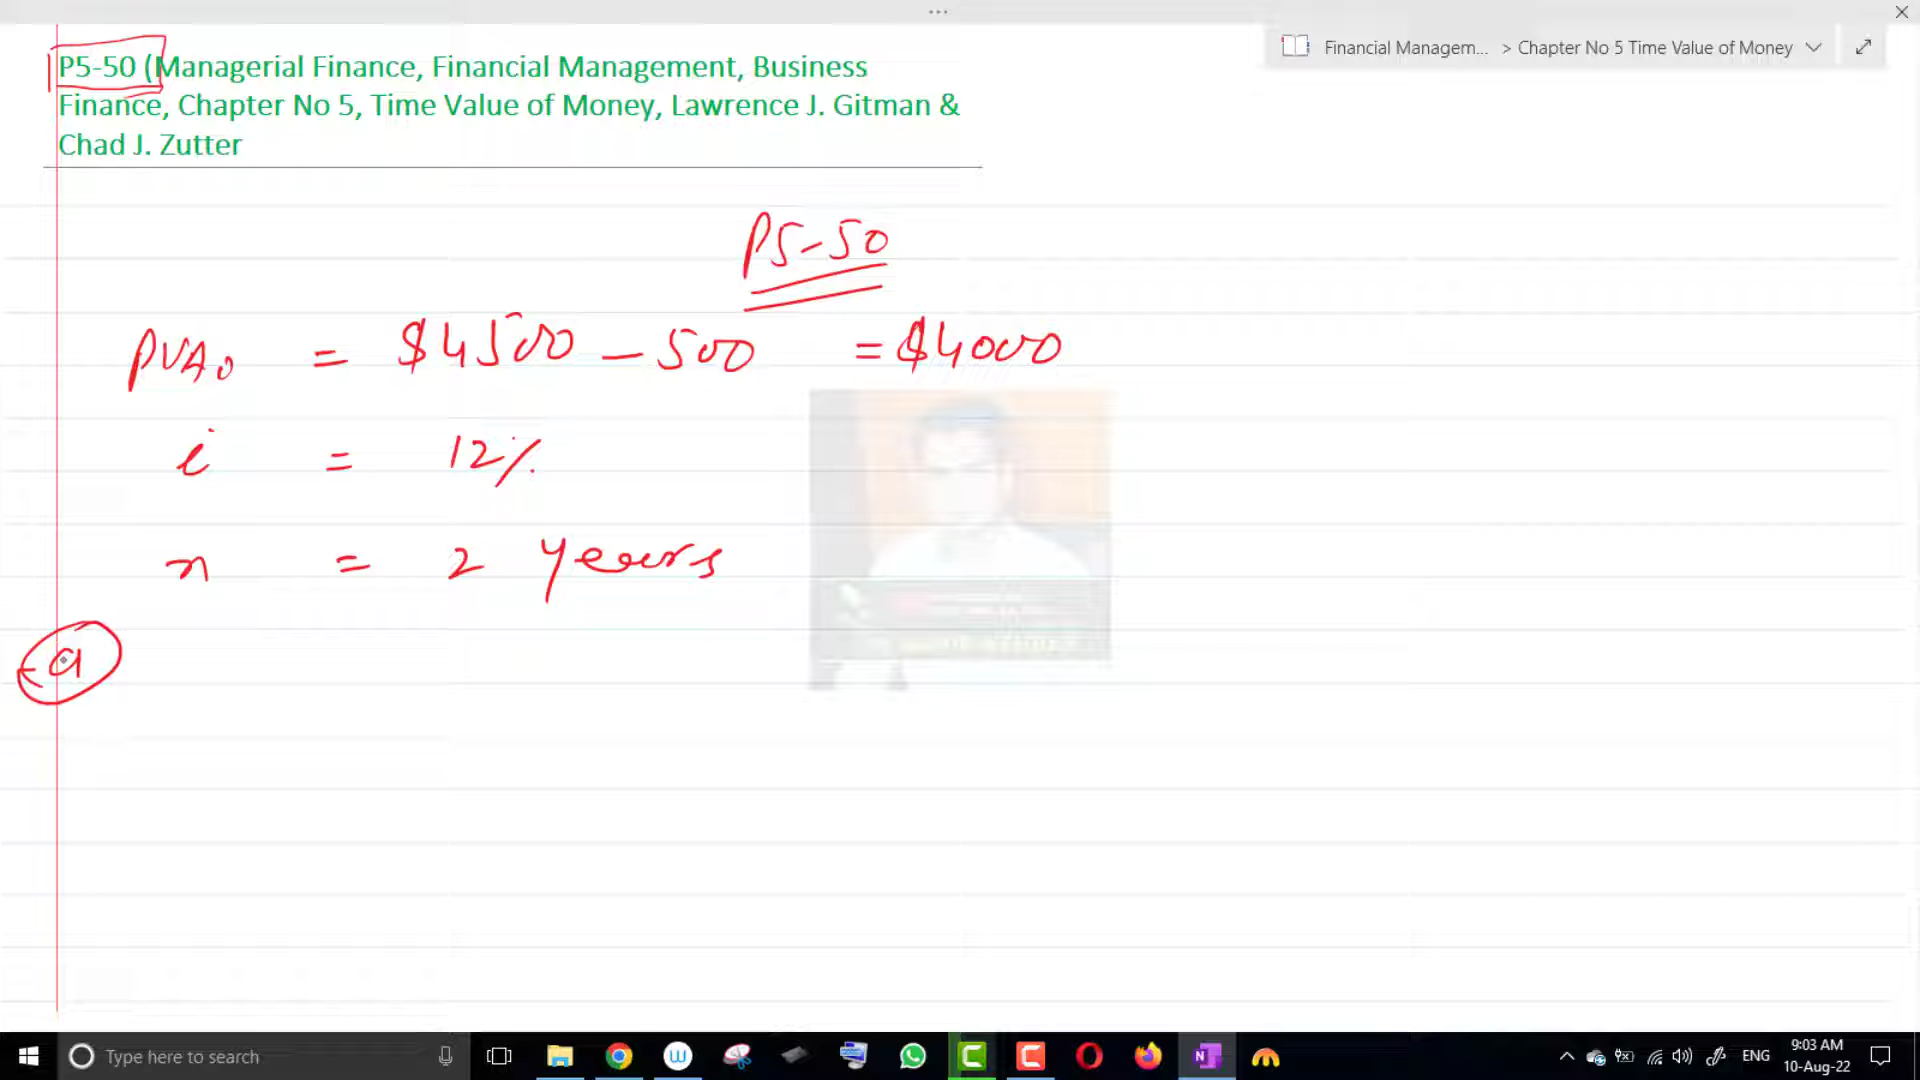 Financial Managem... > Chapter No 5 Time Value of Money
P5-50 (Managerial Finance, Financial Management, Business
Finance, Chapter No 5, Time Value of Money, Lawrence J. Gitman &
Chad J. Zutter
P5-50
PVA0 = $4500 - 500 = $4000
i = 12%
n = 2 years
a
Type here to search
ENG
9:03 AM
10-Aug-22